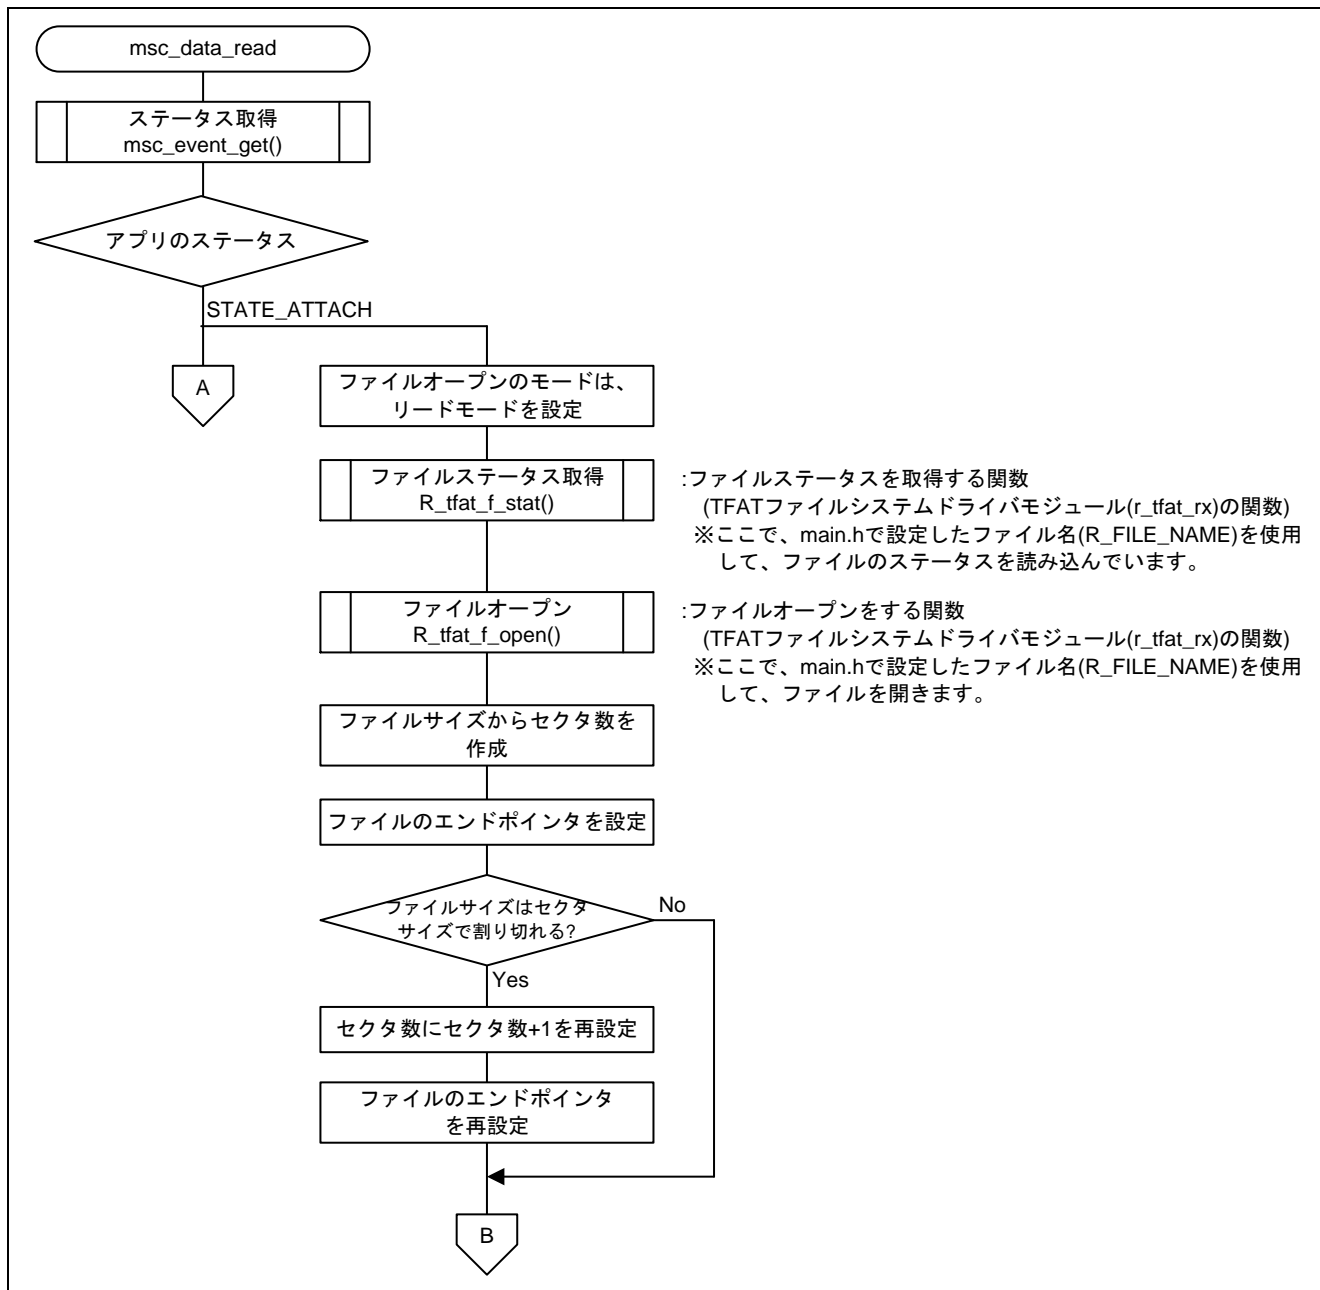 msc_data_read
ステータス取得
msc_event_get()
アプリのステータス
STATE_ATTACH
A
ファイルオープンのモードは、
リードモードを設定
ファイルステータス取得
R_tfat_f_stat()
:ファイルステータスを取得する関数
(TFATファイルシステムドライバモジュール(r_tfat_rx)の関数)
※ここで、main.hで設定したファイル名(R_FILE_NAME)を使用
して、ファイルのステータスを読み込んでいます。
ファイルオープン
R_tfat_f_open()
:ファイルオープンをする関数
(TFATファイルシステムドライバモジュール(r_tfat_rx)の関数)
※ここで、main.hで設定したファイル名(R_FILE_NAME)を使用
して、ファイルを開きます。
ファイルサイズからセクタ数を
作成
ファイルのエンドポインタを設定
ファイルサイズはセクタ
サイズで割り切れる?
No
Yes
セクタ数にセクタ数+1を再設定
ファイルのエンドポインタ
を再設定
B